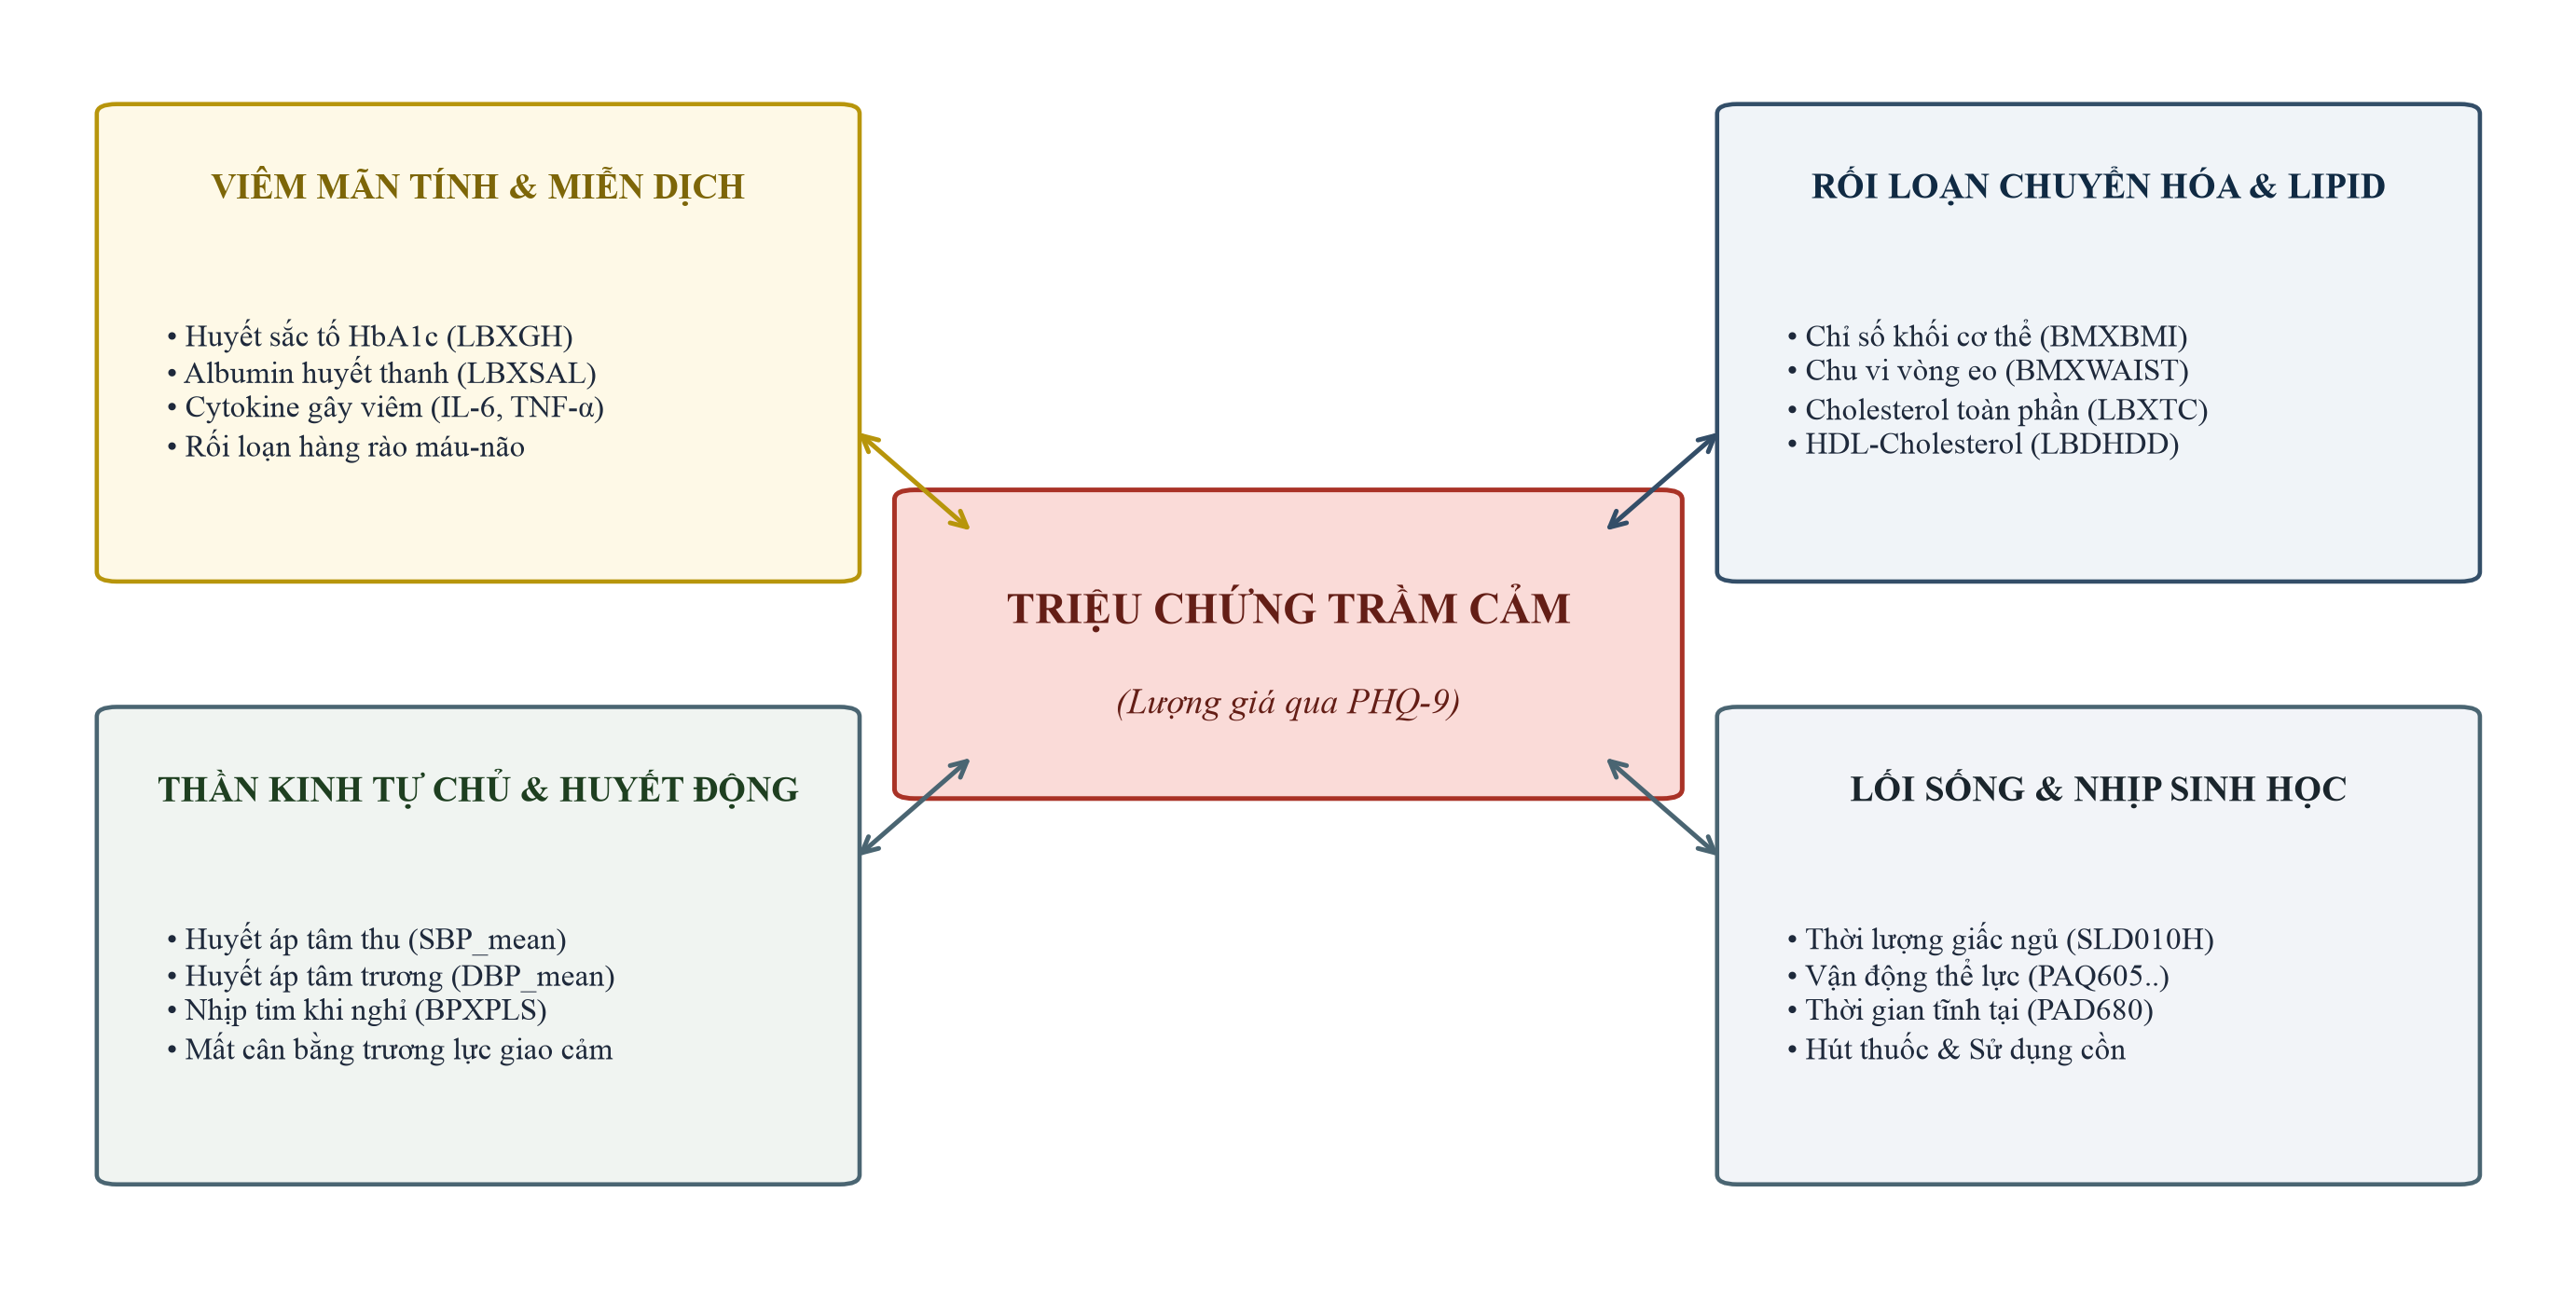 VIÊM MÃN TÍNH & MIỄN DỊCH
• Huyết sắc tố HbA1c (LBXGH)
• Albumin huyết thanh (LBXSAL)
• Cytokine gây viêm (IL-6, TNF-α)
• Rối loạn hàng rào máu-não
RỐI LOẠN CHUYỂN HÓA & LIPID
• Chỉ số khối cơ thể (BMXBMI)
• Chu vi vòng eo (BMXWAIST)
• Cholesterol toàn phần (LBXTC)
• HDL-Cholesterol (LBDHDD)
TRIỆU CHỨNG TRẦM CẢM
(Lượng giá qua PHQ-9)
THẦN KINH TỰ CHỦ & HUYẾT ĐỘNG
• Huyết áp tâm thu (SBP_mean)
• Huyết áp tâm trương (DBP_mean)
• Nhịp tim khi nghỉ (BPXPLS)
• Mất cân bằng trương lực giao cảm
LỐI SỐNG & NHỊP SINH HỌC
• Thời lượng giấc ngủ (SLD010H)
• Vận động thể lực (PAQ605..)
• Thời gian tĩnh tại (PAD680)
• Hút thuốc & Sử dụng cồn